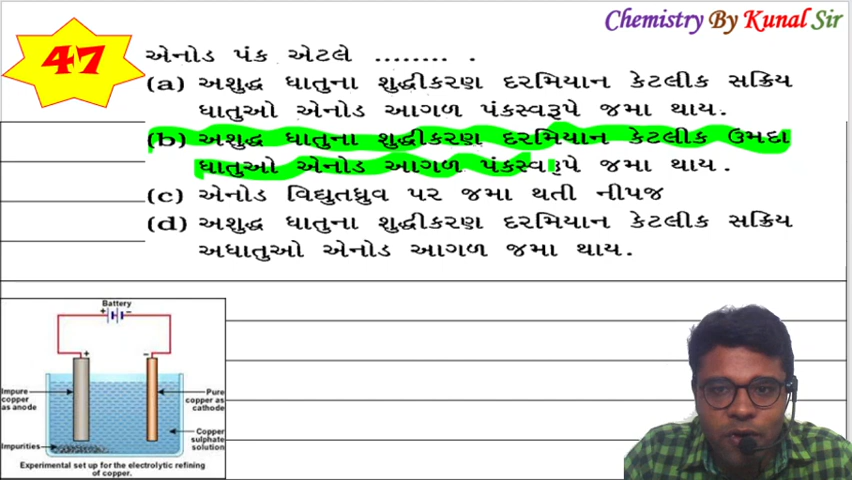 Chemistry By Kunal Sir
47
એનોડ પંક એટલે ........ .
(a) અશુદ્ધ ધાતુના શુદ્ધીકરણ દરમિયાન કેટલીક સક્રિય
ધાતુઓ એનોડ આગળ પંકસ્વરૂપે જમા થાય.
(b) અશુદ્ધ ધાતુના શુદ્ધીકરણ દરમિયાન કેટલીક ઉમદા
ધાતુઓ એનોડ આગળ પંકસ્વરૂપે જમા થાય.
(c) એનોડ વિદ્યુતધ્રુવ પર જમા થતી નીપજ
(d) અશુદ્ધ ધાતુના શુદ્ધીકરણ દરમિયાન કેટલીક સક્રિય
અધાતુઓ એનોડ આગળ જમા થાય.
Battery
+ −
+ −
Impure
copper
as anode
Pure
copper as
cathode
Copper
sulphate
solution
Impurities
Experimental set up for the electrolytic refining
of copper.